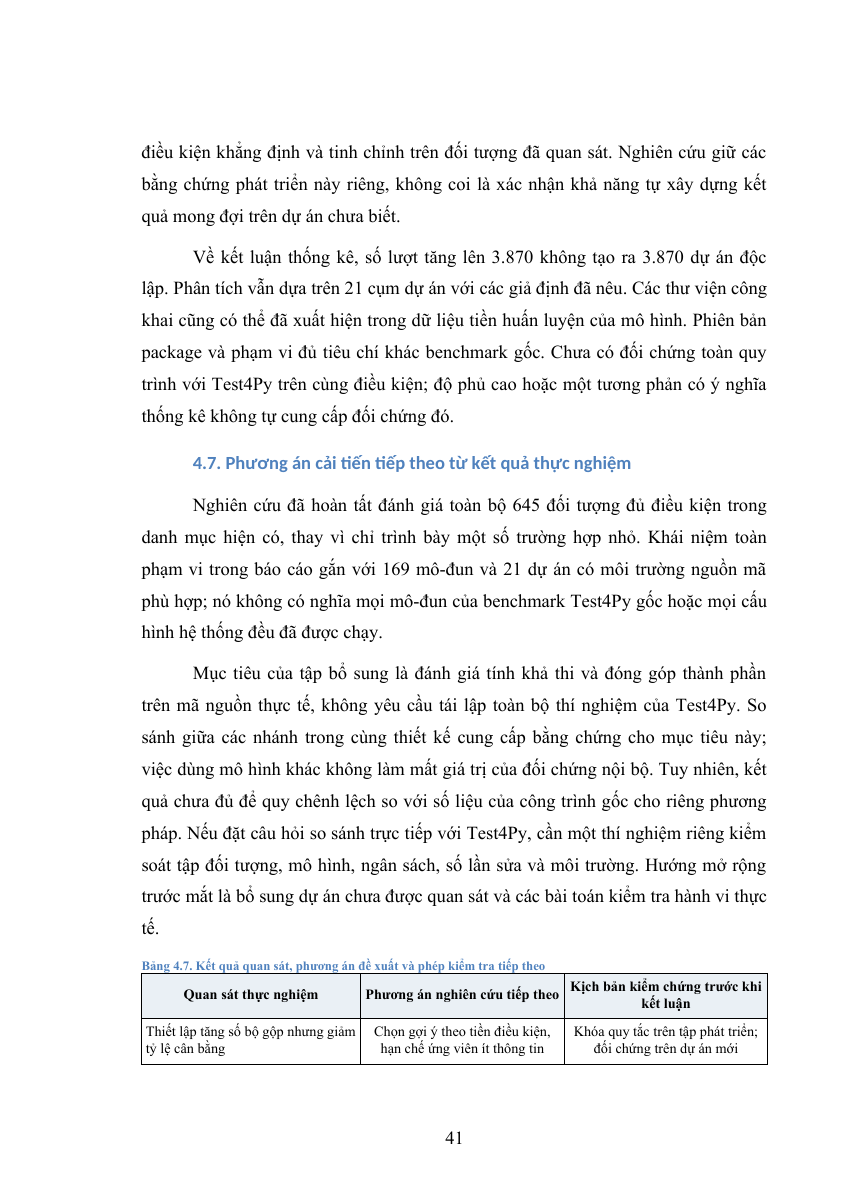 điều kiện khẳng định và tinh chỉnh trên đối tượng đã quan sát. Nghiên cứu giữ các
bằng chứng phát triển này riêng, không coi là xác nhận khả năng tự xây dựng kết
quả mong đợi trên dự án chưa biết.
Về kết luận thống kê, số lượt tăng lên 3.870 không tạo ra 3.870 dự án độc
lập. Phân tích vẫn dựa trên 21 cụm dự án với các giả định đã nêu. Các thư viện công
khai cũng có thể đã xuất hiện trong dữ liệu tiền huấn luyện của mô hình. Phiên bản
package và phạm vi đủ tiêu chí khác benchmark gốc. Chưa có đối chứng toàn quy
trình với Test4Py trên cùng điều kiện; độ phủ cao hoặc một tương phản có ý nghĩa
thống kê không tự cung cấp đối chứng đó.
4.7. Phương án cải tiến tiếp theo từ kết quả thực nghiệm
Nghiên cứu đã hoàn tất đánh giá toàn bộ 645 đối tượng đủ điều kiện trong
danh mục hiện có, thay vì chỉ trình bày một số trường hợp nhỏ. Khái niệm toàn
phạm vi trong báo cáo gắn với 169 mô-đun và 21 dự án có môi trường nguồn mã
phù hợp; nó không có nghĩa mọi mô-đun của benchmark Test4Py gốc hoặc mọi cấu
hình hệ thống đều đã được chạy.
Mục tiêu của tập bổ sung là đánh giá tính khả thi và đóng góp thành phần
trên mã nguồn thực tế, không yêu cầu tái lập toàn bộ thí nghiệm của Test4Py. So
sánh giữa các nhánh trong cùng thiết kế cung cấp bằng chứng cho mục tiêu này;
việc dùng mô hình khác không làm mất giá trị của đối chứng nội bộ. Tuy nhiên, kết
quả chưa đủ để quy chênh lệch so với số liệu của công trình gốc cho riêng phương
pháp. Nếu đặt câu hỏi so sánh trực tiếp với Test4Py, cần một thí nghiệm riêng kiểm
soát tập đối tượng, mô hình, ngân sách, số lần sửa và môi trường. Hướng mở rộng
trước mắt là bổ sung dự án chưa được quan sát và các bài toán kiểm tra hành vi thực
tế.
Bảng 4.7. Kết quả quan sát, phương án đề xuất và phép kiểm tra tiếp theo
Quan sát thực nghiệm
Phương án nghiên cứu tiếp theo
Kịch bản kiểm chứng trước khi
kết luận
Thiết lập tăng số bộ gộp nhưng giảm
tỷ lệ cân bằng
Chọn gợi ý theo tiền điều kiện,
hạn chế ứng viên ít thông tin
Khóa quy tắc trên tập phát triển;
đối chứng trên dự án mới
41